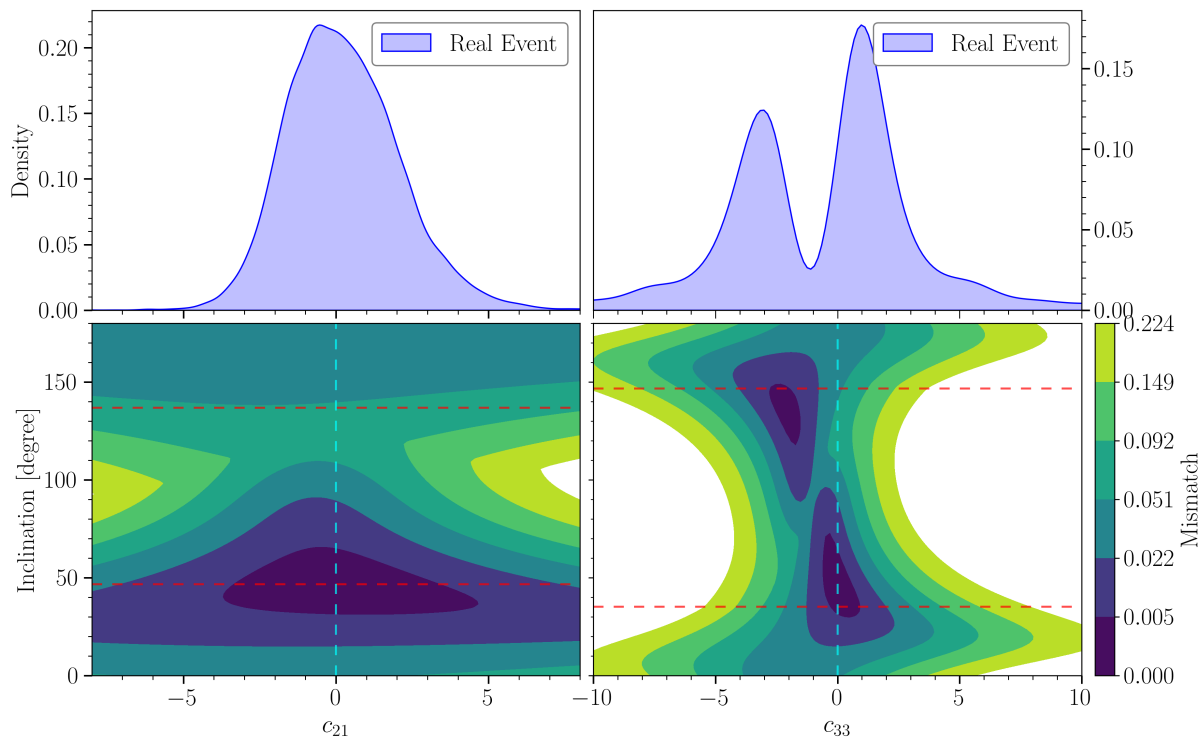 Real Event
Real Event
Density
0.20
0.15
0.10
0.05
0.00
0.15
0.10
0.05
0.00
Inclination [degree]
150
100
50
0
0.224
0.149
0.092
0.051
0.022
0.005
0.000
Mismatch
−5 0 5
−10 −5 0 5 10
c₂₁
c₃₃